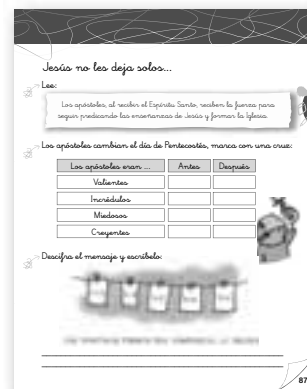 Jesús no les deja solos...
Lee:
Los apóstoles, al recibir el Espíritu Santo, reciben la fuerza para
seguir predicando las enseñanzas de Jesús y formar la Iglesia.
Los apóstoles cambian el día de Pentecostés, marca con una cruz:
Los apóstoles eran ... Antes Después
Valientes
Incrédulos
Miedosos
Creyentes
Descifra el mensaje y escríbelo:
87